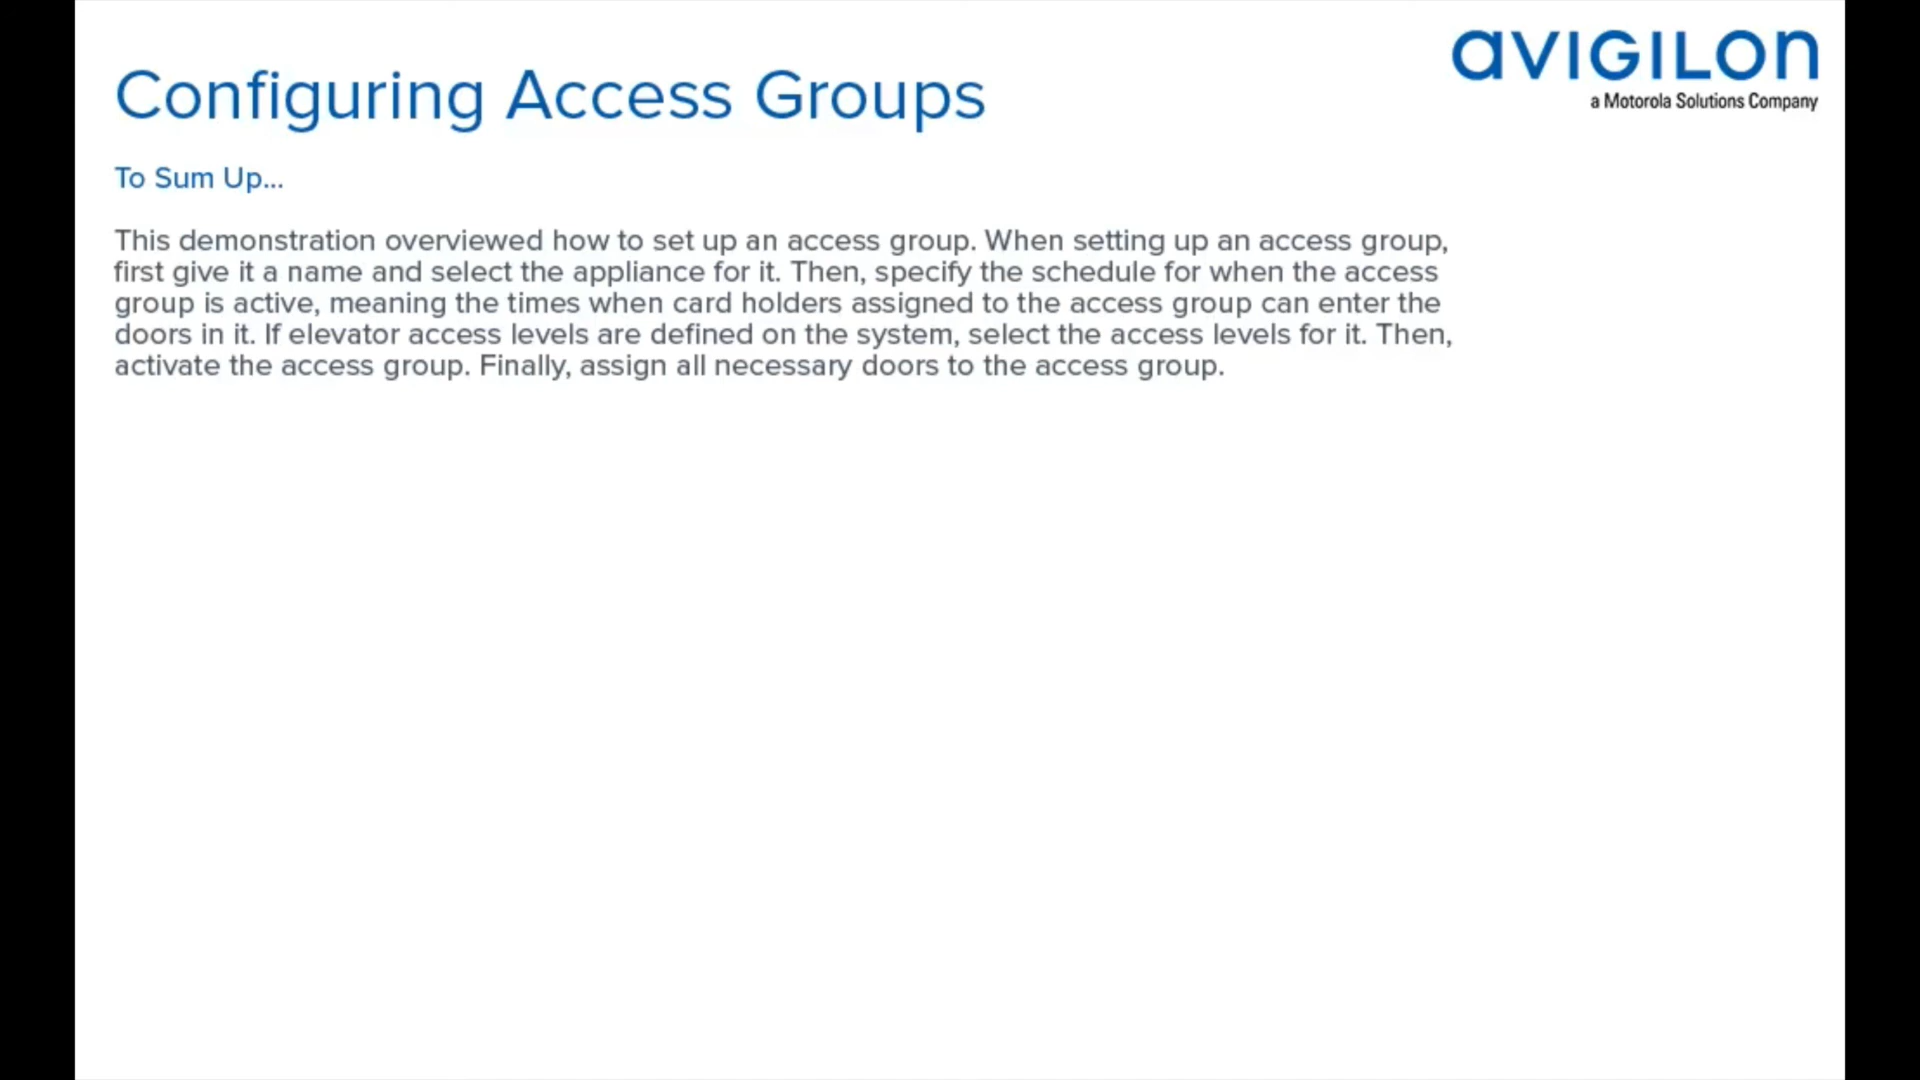 avigilon
a Motorola Solutions Company
Configuring Access Groups
To Sum Up...
This demonstration overviewed how to set up an access group. When setting up an access group,
first give it a name and select the appliance for it. Then, specify the schedule for when the access
group is active, meaning the times when card holders assigned to the access group can enter the
doors in it. If elevator access levels are defined on the system, select the access levels for it. Then,
activate the access group. Finally, assign all necessary doors to the access group.